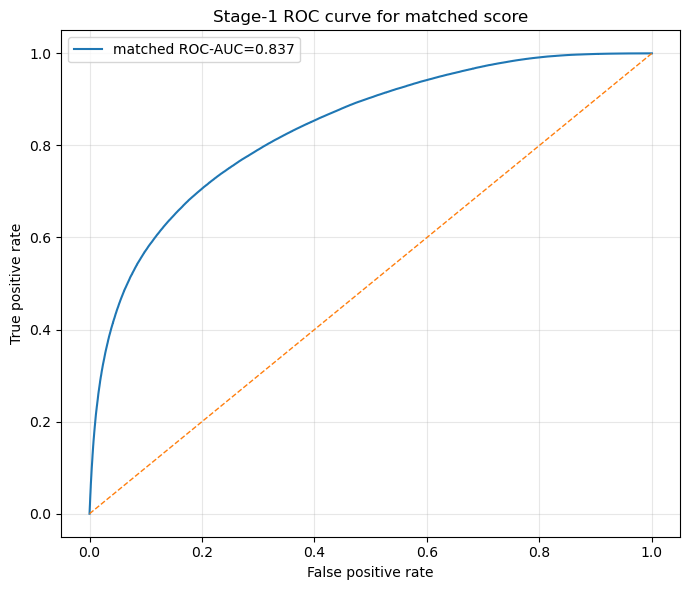 Stage-1 ROC curve for matched score
matched ROC-AUC=0.837
1.0
0.8
0.6
0.4
0.2
0.0
True positive rate
0.0 0.2 0.4 0.6 0.8 1.0
False positive rate